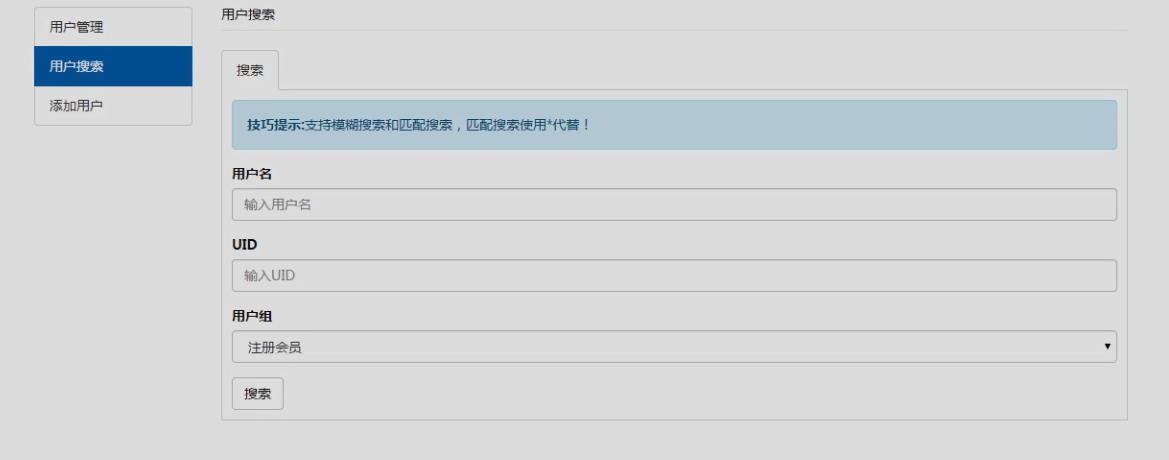 用户管理
用户搜索
添加用户
用户搜索
搜索
技巧提示:支持模糊搜索和匹配搜索，匹配搜索使用*代替！
用户名
输入用户名
UID
输入UID
用户组
注册会员
搜索